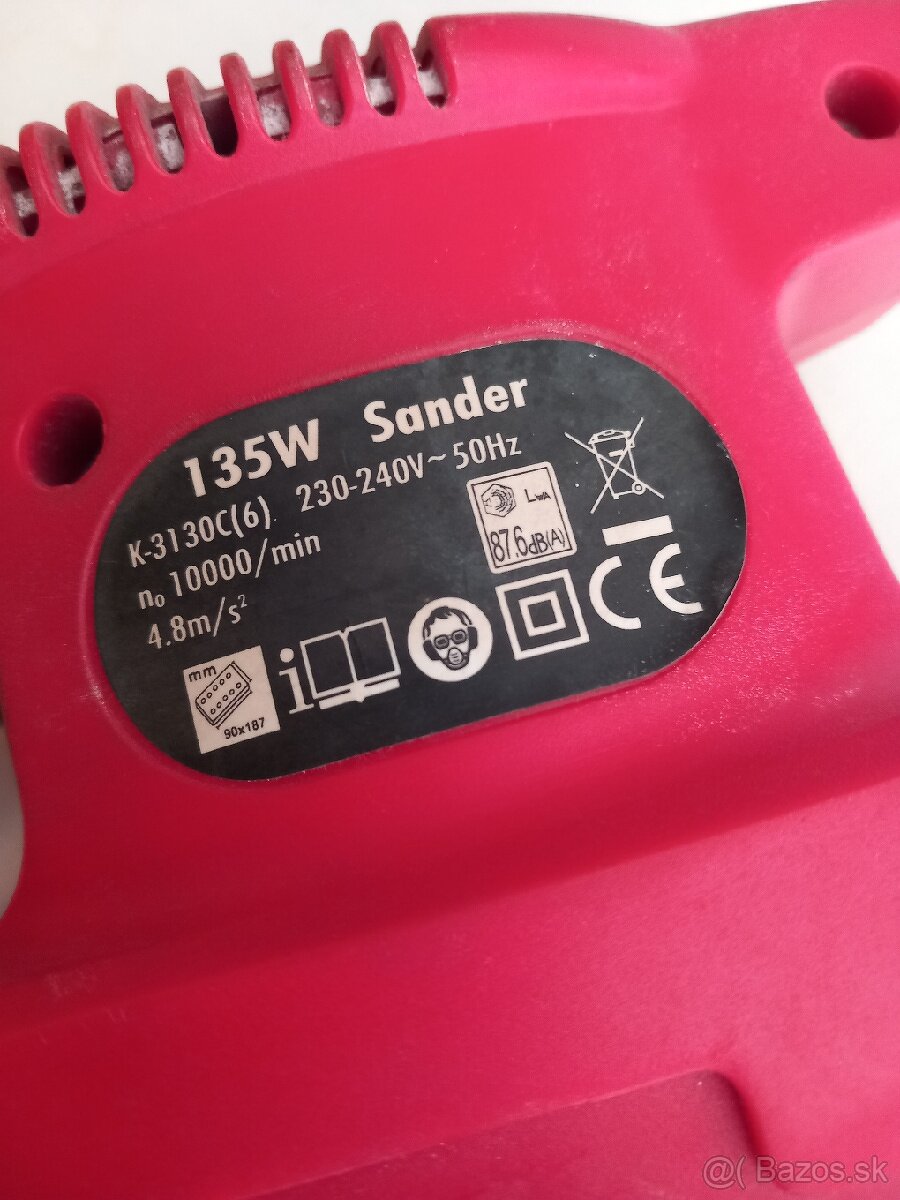 135W Sander
K-3130C(6) 230-240V~50Hz
n₀ 10000/min
4.8m/s²
LWA
87.6dB(A)
mm
90x187
i
CE
@( Bazos.sk